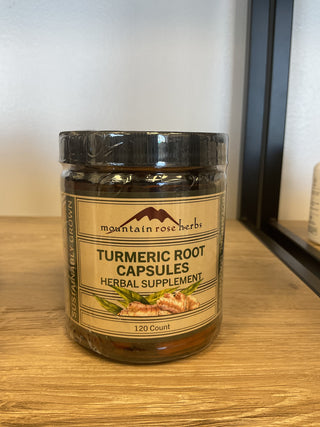 mountain rose herbs
TURMERIC ROOT
CAPSULES
HERBAL SUPPLEMENT
120 Count
SUSTAINABLY GROWN